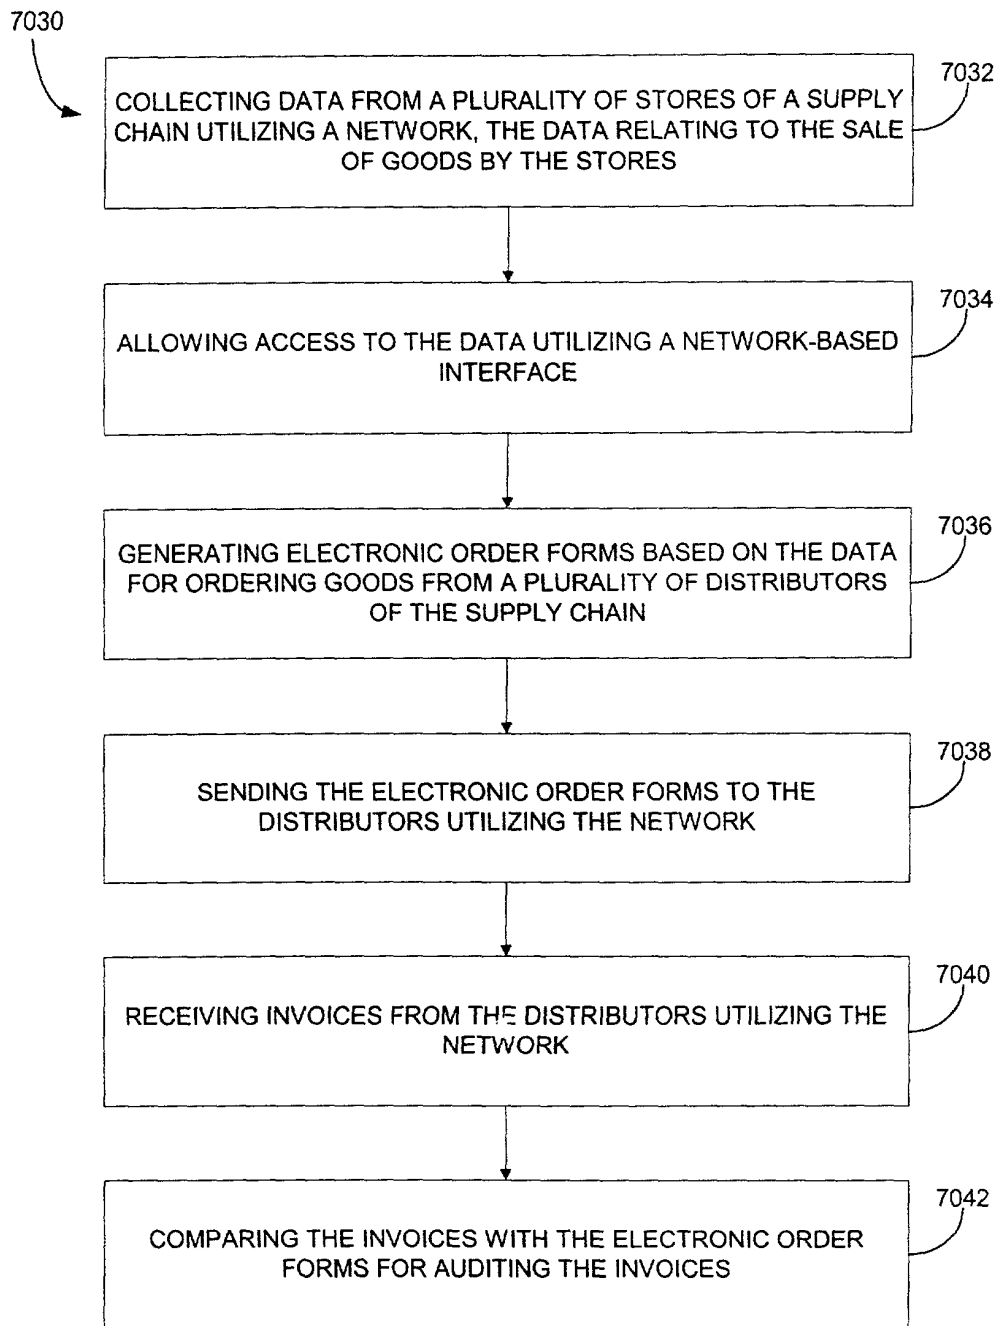 7030
7032
COLLECTING DATA FROM A PLURALITY OF STORES OF A SUPPLY
CHAIN UTILIZING A NETWORK, THE DATA RELATING TO THE SALE
OF GOODS BY THE STORES
7034
ALLOWING ACCESS TO THE DATA UTILIZING A NETWORK-BASED
INTERFACE
7036
GENERATING ELECTRONIC ORDER FORMS BASED ON THE DATA
FOR ORDERING GOODS FROM A PLURALITY OF DISTRIBUTORS
OF THE SUPPLY CHAIN
7038
SENDING THE ELECTRONIC ORDER FORMS TO THE
DISTRIBUTORS UTILIZING THE NETWORK
7040
RECEIVING INVOICES FROM THE DISTRIBUTORS UTILIZING THE
NETWORK
7042
COMPARING THE INVOICES WITH THE ELECTRONIC ORDER
FORMS FOR AUDITING THE INVOICES